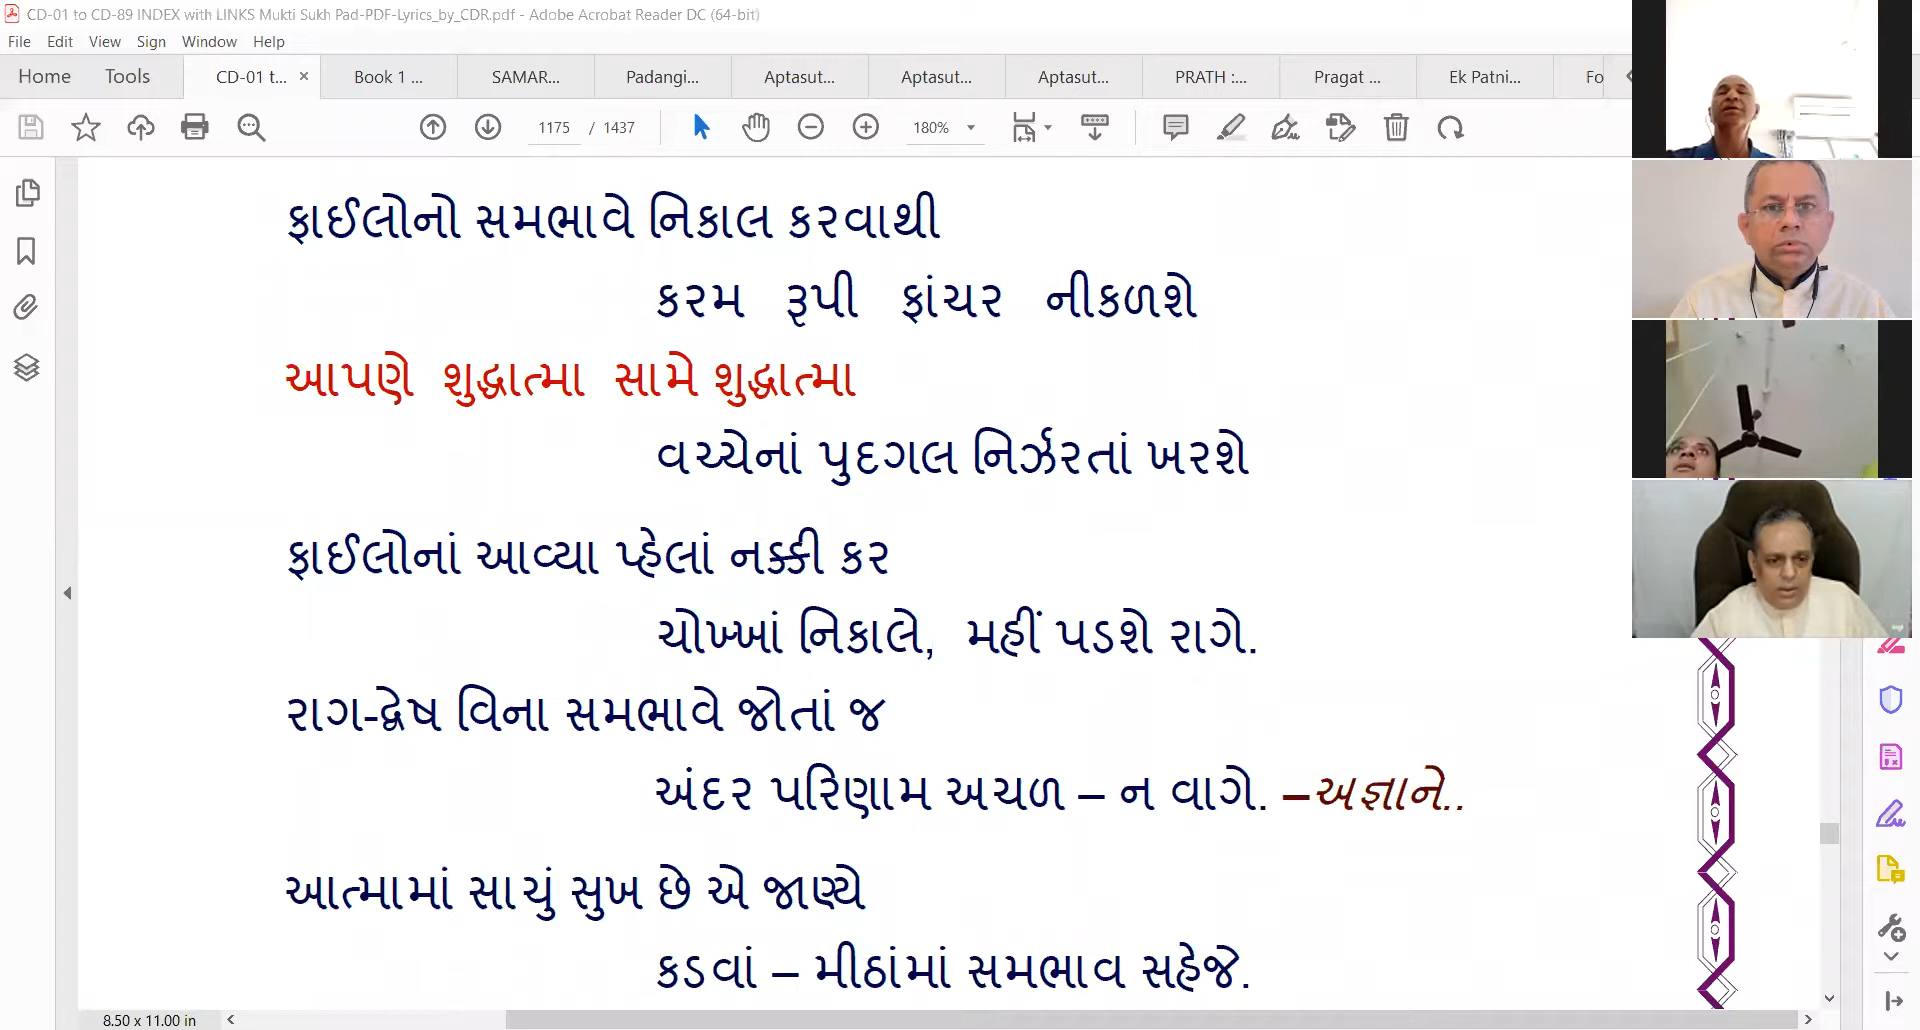 CD-01 to CD-89 INDEX with LINKS Mukti Sukh Pad-PDF-Lyrics_by_CDR.pdf - Adobe Acrobat Reader DC (64-bit)
File Edit View Sign Window Help
Home Tools CD-01 t... × Book 1 ... SAMAR... Padangi... Aptasut... Aptasut... Aptasut... PRATH :... Pragat ... Ek Patni... Fo
1175 / 1437 180%
ફાઈલોનો સમભાવે નિકાલ કરવાથી
કરમ રૂપી ફાંચર નીકળશે
આપણે શુદ્ધાત્મા સામે શુદ્ધાત્મા
વચ્ચેનાં પુદગલ નિર્ઝરતાં ખરશે
ફાઈલોનાં આવ્યા પ્હેલાં નક્કી કર
ચોખ્ખાં નિકાલે, મહીં પડશે રાગે.
રાગ-દ્વેષ વિના સમભાવે જોતાં જ
અંદર પરિણામ અચળ – ન વાગે. –અજ્ઞાને..
આત્મામાં સાચું સુખ છે એ જાણ્યે
કડવાં – મીઠાંમાં સમભાવ સહેજે.
8.50 x 11.00 in